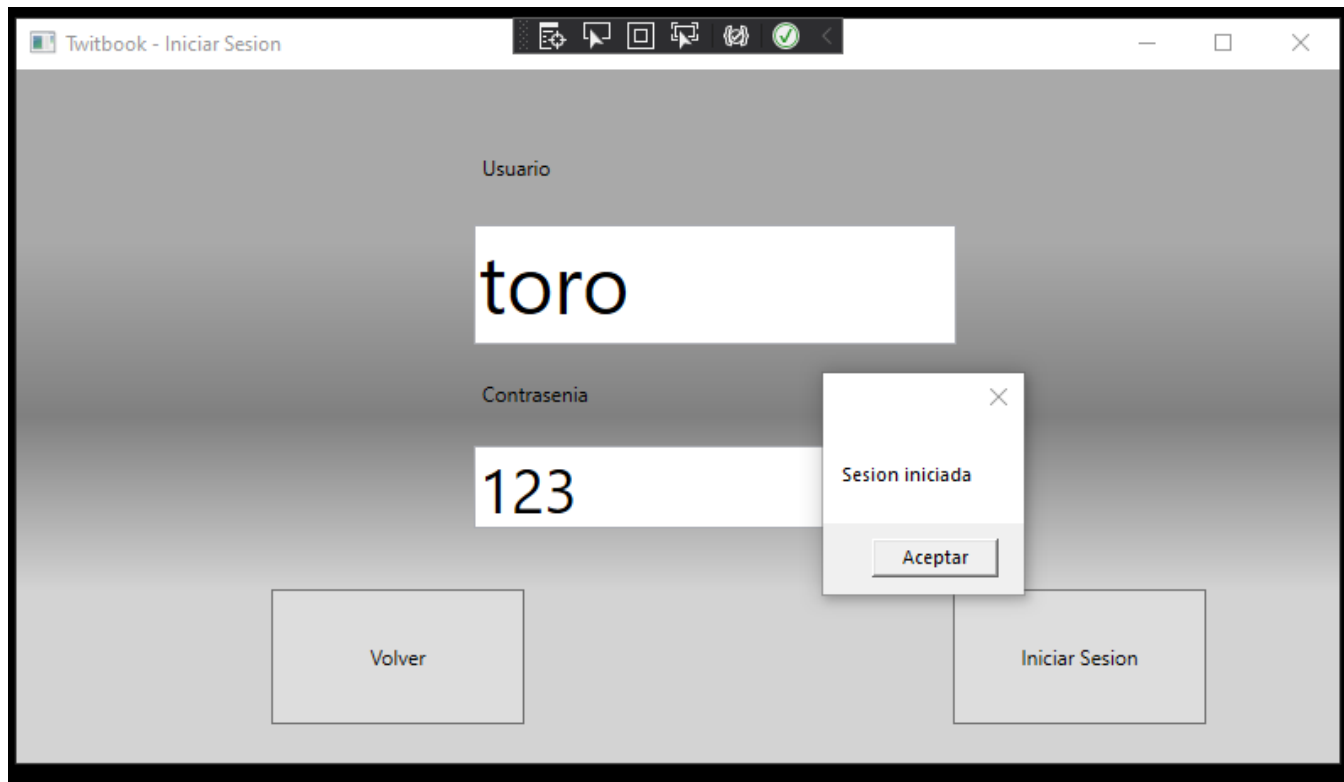 Twitbook - Iniciar Sesion
Usuario
toro
Contrasenia
123
Sesion iniciada
Aceptar
Volver
Iniciar Sesion